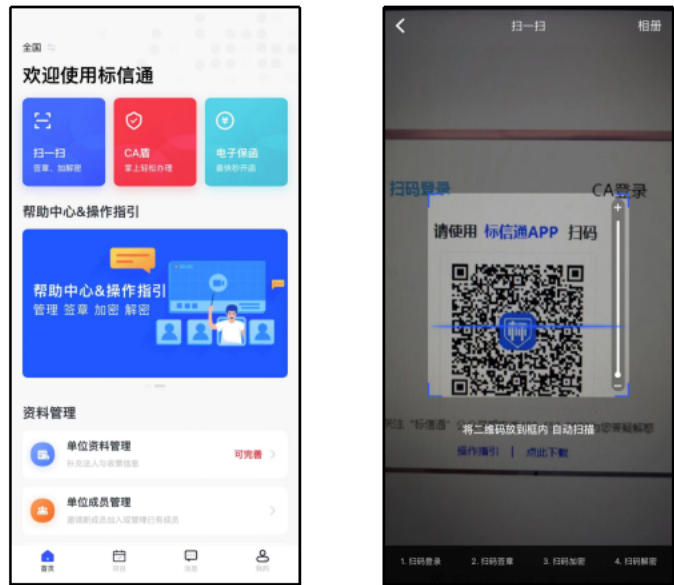 全国
欢迎使用标信通
扫一扫
签章、加解密
CA盾
掌上轻松办理
电子保函
最快秒开函
帮助中心&操作指引
帮助中心&操作指引
管理 签章 加密 解密
资料管理
单位资料管理
补充法人与收票信息
可完善
单位成员管理
邀请新成员加入或管理已有成员
首页
项目
消息
我的
扫一扫
相册
扫码登录
CA登录
请使用 标信通APP 扫码
将二维码放到框内 自动扫描
操作指引 | 点此下载
1. 扫码登录
2. 扫码签章
3. 扫码加密
4. 扫码解密